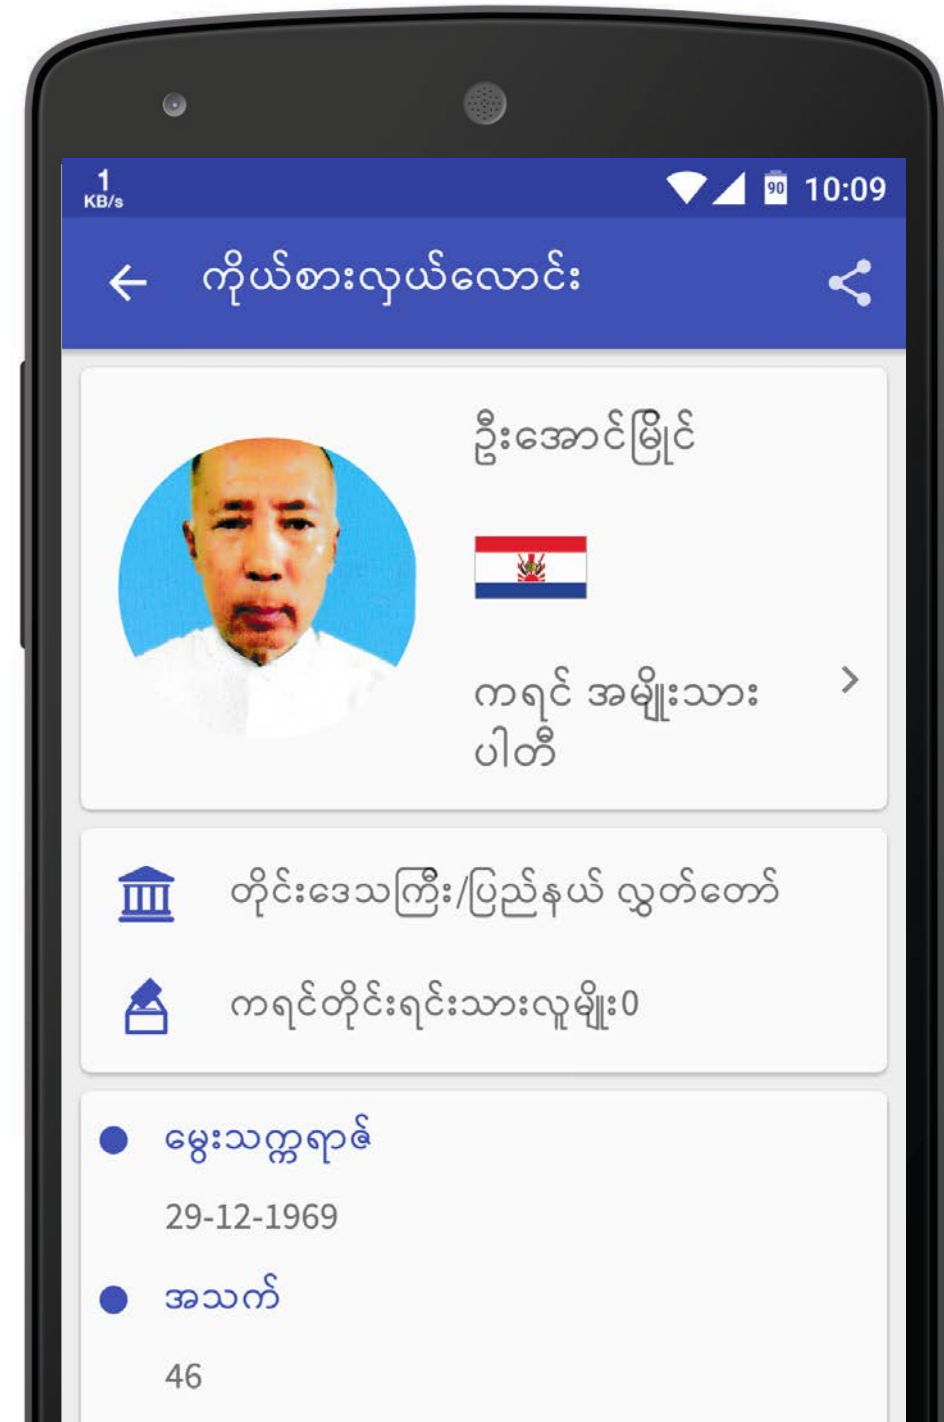 1
KB/s
90
10:09
ကိုယ်စားလှယ်လောင်း
ဦးအောင်မြိုင်
ကရင် အမျိုးသား
ပါတီ
တိုင်းဒေသကြီး/ပြည်နယ် လွှတ်တော်
ကရင်တိုင်းရင်းသားလူမျိုး0
မွေးသက္ကရာဇ်
29-12-1969
အသက်
46